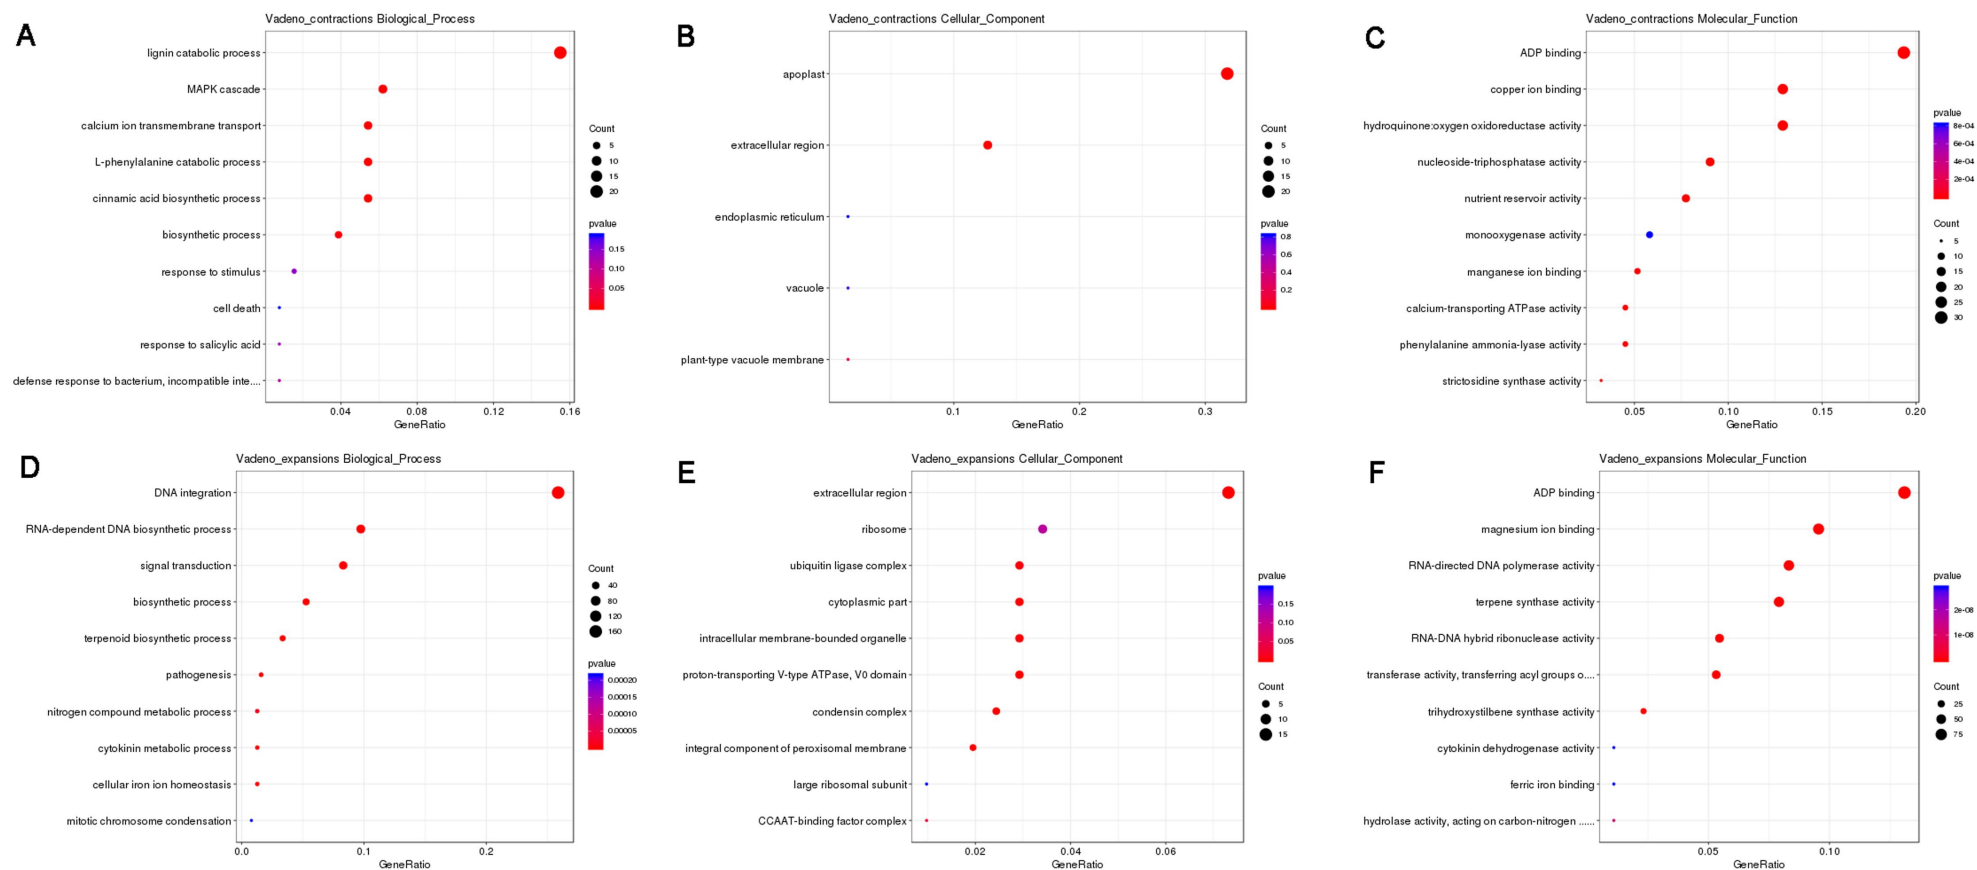 A
Vadeno_contractions Biological_Process
lignin catabolic process
MAPK cascade
calcium ion transmembrane transport
L-phenylalanine catabolic process
cinnamic acid biosynthetic process
biosynthetic process
response to stimulus
cell death
response to salicylic acid
defense response to bacterium, incompatible inte....
0.04 0.08 0.12 0.16
GeneRatio
Count
5
10
15
20
pvalue
0.15
0.10
0.05
B
Vadeno_contractions Cellular_Component
apoplast
extracellular region
endoplasmic reticulum
vacuole
plant-type vacuole membrane
0.1 0.2 0.3
GeneRatio
Count
5
10
15
20
pvalue
0.8
0.6
0.4
0.2
C
Vadeno_contractions Molecular_Function
ADP binding
copper ion binding
hydroquinone:oxygen oxidoreductase activity
nucleoside-triphosphatase activity
nutrient reservoir activity
monooxygenase activity
manganese ion binding
calcium-transporting ATPase activity
phenylalanine ammonia-lyase activity
strictosidine synthase activity
0.05 0.10 0.15 0.20
GeneRatio
pvalue
8e-04
6e-04
4e-04
2e-04
Count
5
10
15
20
25
30
D
Vadeno_expansions Biological_Process
DNA integration
RNA-dependent DNA biosynthetic process
signal transduction
biosynthetic process
terpenoid biosynthetic process
pathogenesis
nitrogen compound metabolic process
cytokinin metabolic process
cellular iron ion homeostasis
mitotic chromosome condensation
0.0 0.1 0.2
GeneRatio
Count
40
80
120
160
pvalue
0.00020
0.00015
0.00010
0.00005
E
Vadeno_expansions Cellular_Component
extracellular region
ribosome
ubiquitin ligase complex
cytoplasmic part
intracellular membrane-bounded organelle
proton-transporting V-type ATPase, V0 domain
condensin complex
integral component of peroxisomal membrane
large ribosomal subunit
CCAAT-binding factor complex
0.02 0.04 0.06
GeneRatio
pvalue
0.15
0.10
0.05
Count
5
10
15
F
Vadeno_expansions Molecular_Function
ADP binding
magnesium ion binding
RNA-directed DNA polymerase activity
terpene synthase activity
RNA-DNA hybrid ribonuclease activity
transferase activity, transferring acyl groups o....
trihydroxystilbene synthase activity
cytokinin dehydrogenase activity
ferric iron binding
hydrolase activity, acting on carbon-nitrogen ......
0.05 0.10
GeneRatio
pvalue
2e-08
1e-08
Count
25
50
75